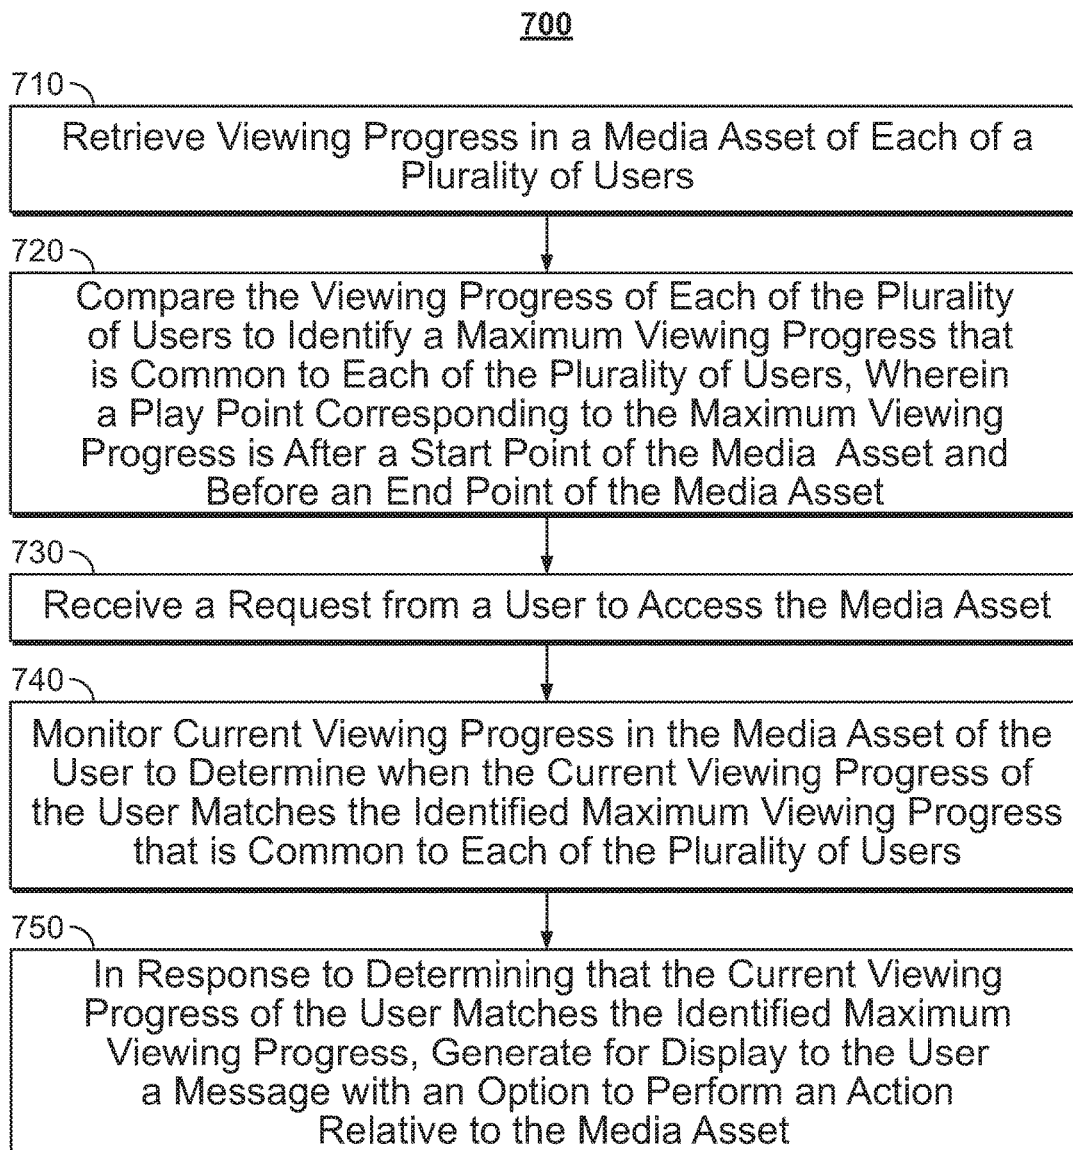 700
710
Retrieve Viewing Progress in a Media Asset of Each of a
Plurality of Users
720
Compare the Viewing Progress of Each of the Plurality
of Users to Identify a Maximum Viewing Progress that
is Common to Each of the Plurality of Users, Wherein
a Play Point Corresponding to the Maximum Viewing
Progress is After a Start Point of the Media Asset and
Before an End Point of the Media Asset
730
Receive a Request from a User to Access the Media Asset
740
Monitor Current Viewing Progress in the Media Asset of the
User to Determine when the Current Viewing Progress of
the User Matches the Identified Maximum Viewing Progress
that is Common to Each of the Plurality of Users
750
In Response to Determining that the Current Viewing
Progress of the User Matches the Identified Maximum
Viewing Progress, Generate for Display to the User
a Message with an Option to Perform an Action
Relative to the Media Asset